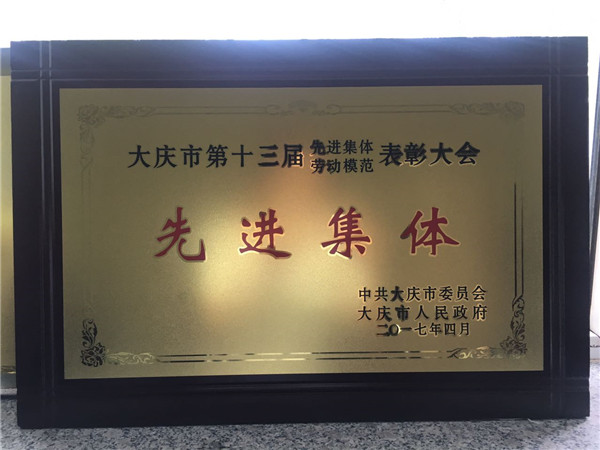 大庆市第十三届先进集体劳动模范表彰大会
先进集体
中共大庆市委员会
大庆市人民政府
二〇一七年四月